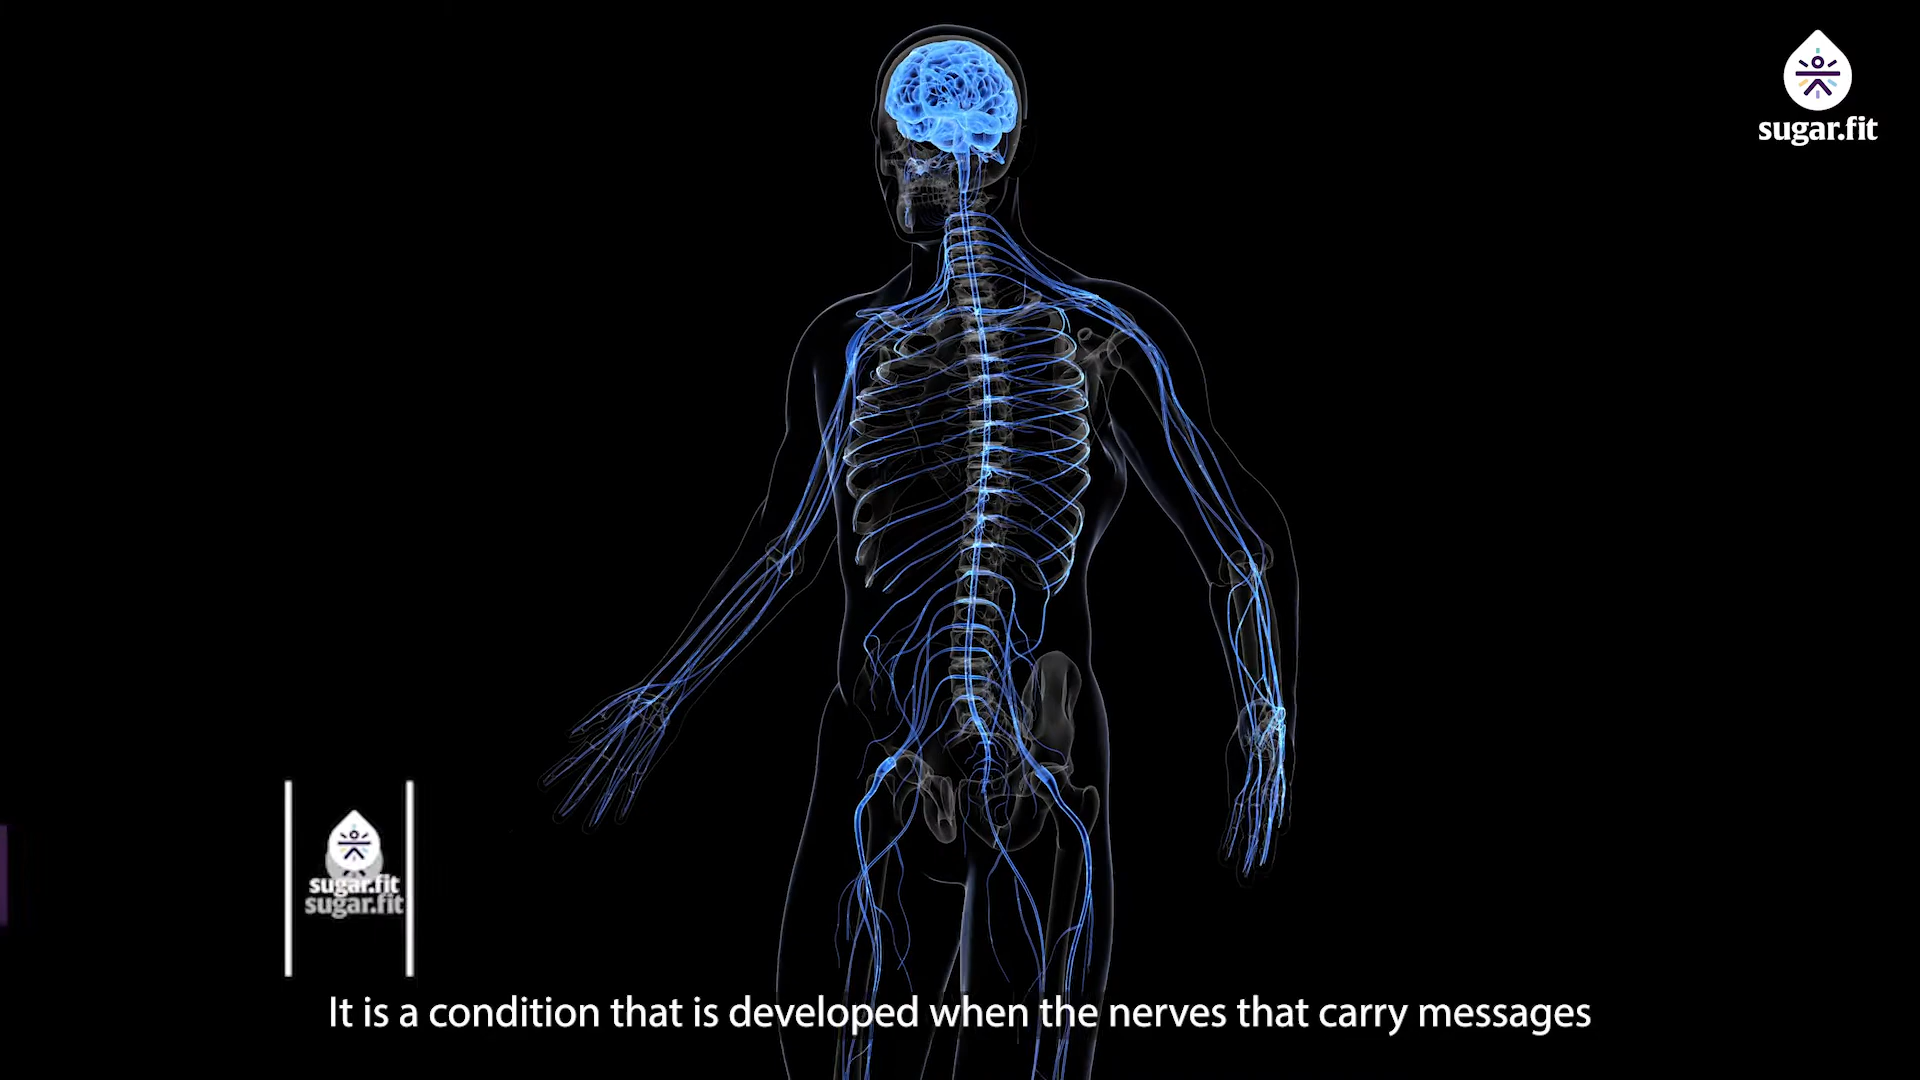 sugar.fit
sugar.fit
sugar.fit
It is a condition that is developed when the nerves that carry messages